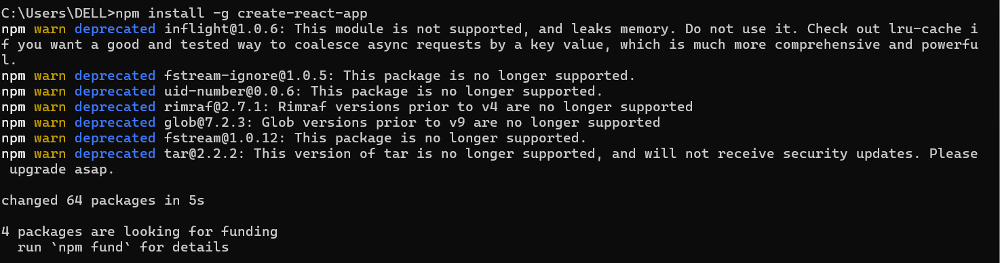 C:\Users\DELL>npm install -g create-react-app
npm warn deprecated inflight@1.0.6: This module is not supported, and leaks memory. Do not use it. Check out lru-cache i
f you want a good and tested way to coalesce async requests by a key value, which is much more comprehensive and powerfu
l.
npm warn deprecated fstream-ignore@1.0.5: This package is no longer supported.
npm warn deprecated uid-number@0.0.6: This package is no longer supported.
npm warn deprecated rimraf@2.7.1: Rimraf versions prior to v4 are no longer supported
npm warn deprecated glob@7.2.3: Glob versions prior to v9 are no longer supported
npm warn deprecated fstream@1.0.12: This package is no longer supported.
npm warn deprecated tar@2.2.2: This version of tar is no longer supported, and will not receive security updates. Please
 upgrade asap.

changed 64 packages in 5s

4 packages are looking for funding
  run `npm fund` for details